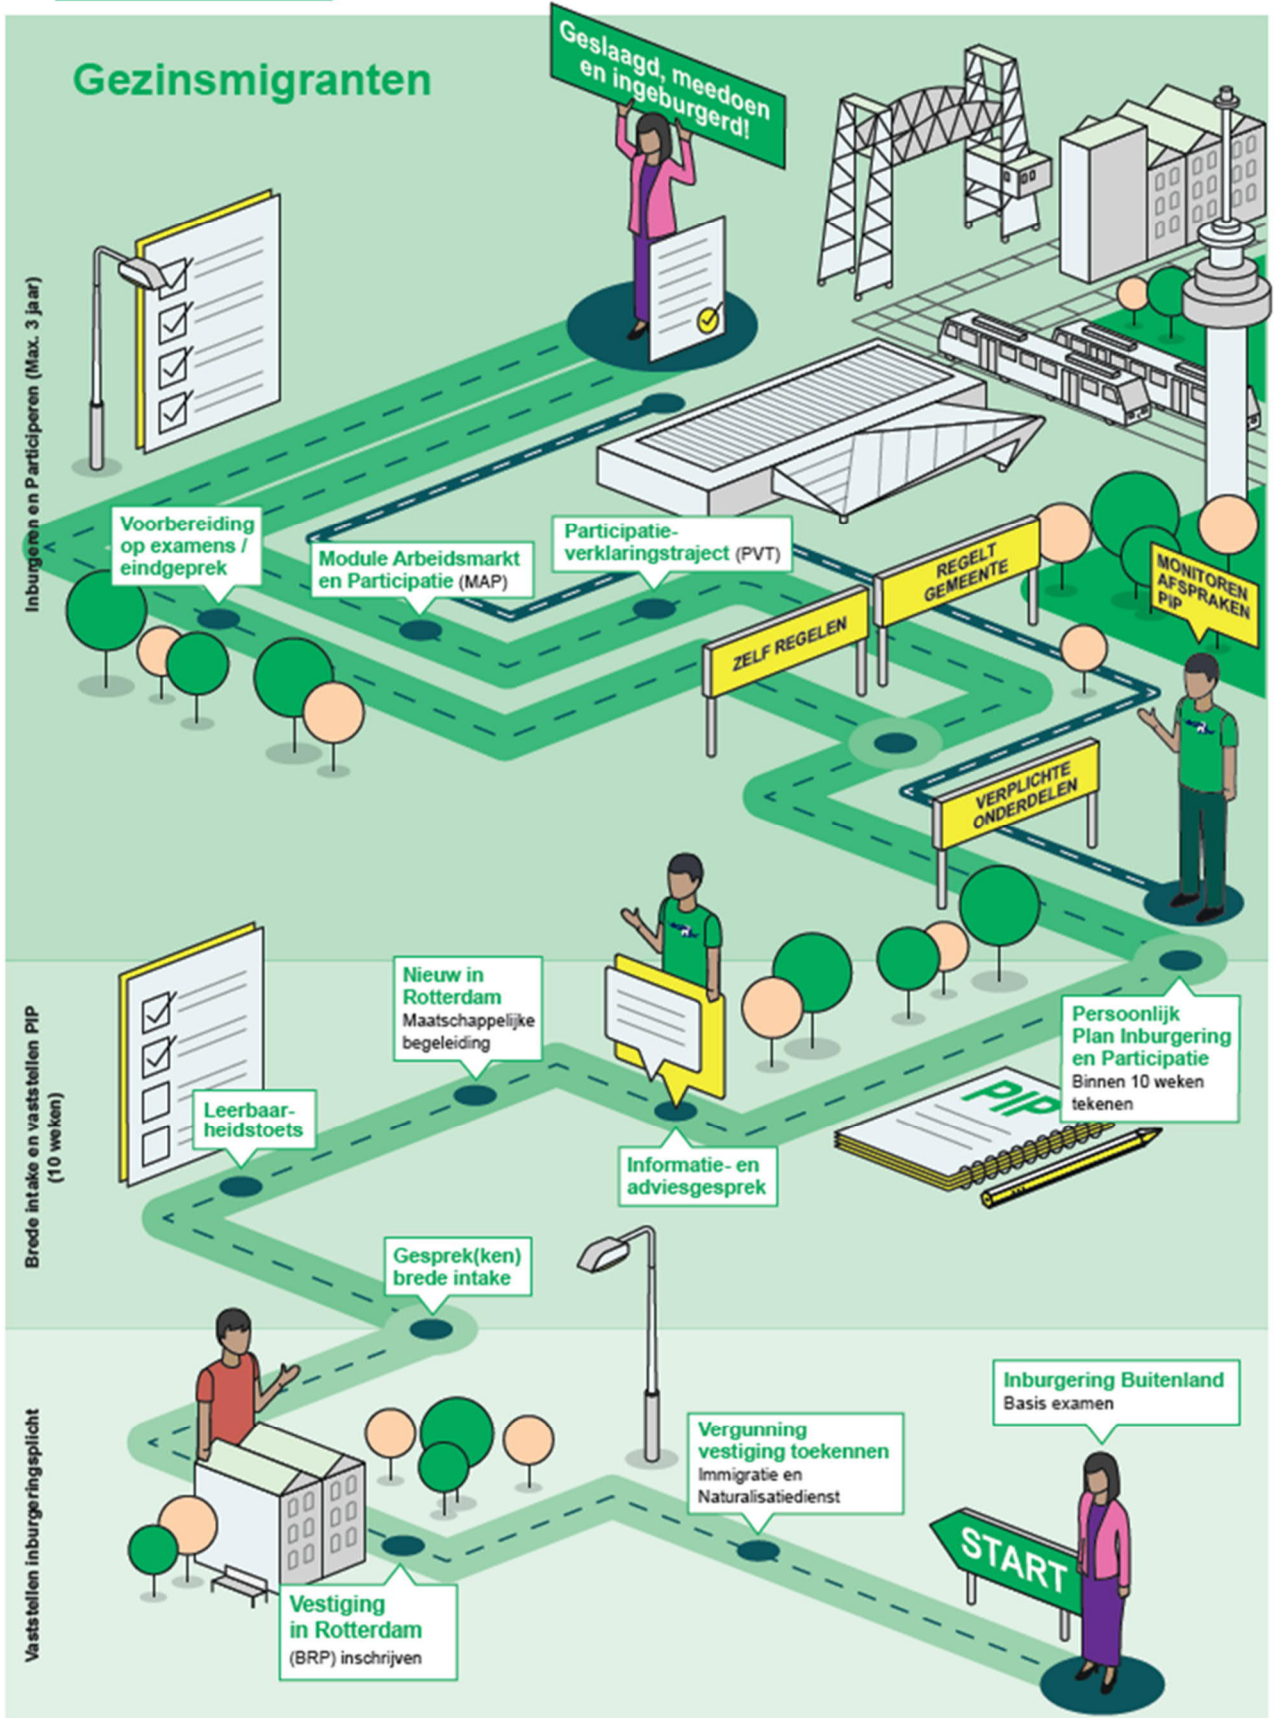 Gezinsmigranten
Geslaagd, meedoen
en ingeburgerd!
Inburgeren en Participeren (Max. 3 jaar)
Voorbereiding
op examens /
eindgeprek
Module Arbeidsmarkt
en Participatie (MAP)
Participatie-
verklaringstraject (PVT)
REGELT
GEMEENTE
ZELF REGELEN
MONITOREN
AFSPRAKEN
PIP
VERPLICHTE
ONDERDELEN
Brede intake en vaststellen PIP
(10 weken)
Nieuw in
Rotterdam
Maatschappelijke
begeleiding
Persoonlijk
Plan Inburgering
en Participatie
Binnen 10 weken
tekenen
PIP
Leerbaar-
heidstoets
Informatie- en
adviesgesprek
Gesprek(ken)
brede intake
Vaststellen inburgeringsplicht
Inburgering Buitenland
Basis examen
Vergunning
vestiging toekennen
Immigratie en
Naturalisatiedienst
START
Vestiging
in Rotterdam
(BRP) inschrijven